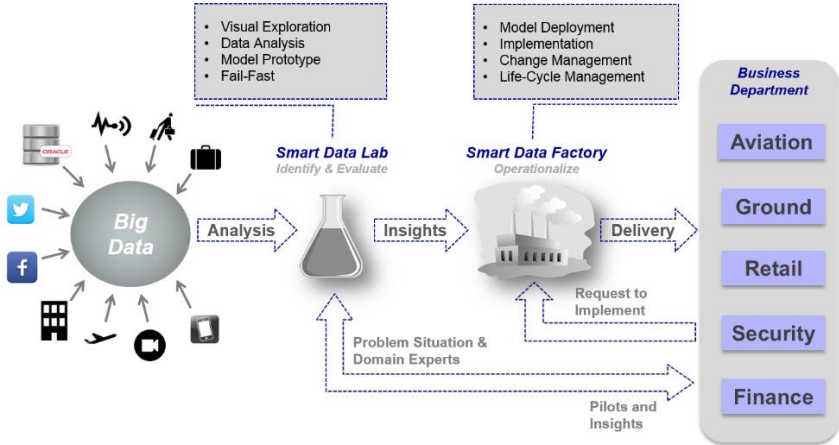 • Visual Exploration
• Data Analysis
• Model Prototype
• Fail-Fast
• Model Deployment
• Implementation
• Change Management
• Life-Cycle Management
Business
Department
ORACLE
Smart Data Lab
Identify & Evaluate
Smart Data Factory
Operationalize
Big
Data
Analysis
Insights
Delivery
Aviation
Ground
Retail
Security
Finance
Request to
Implement
Problem Situation &
Domain Experts
Pilots and
Insights